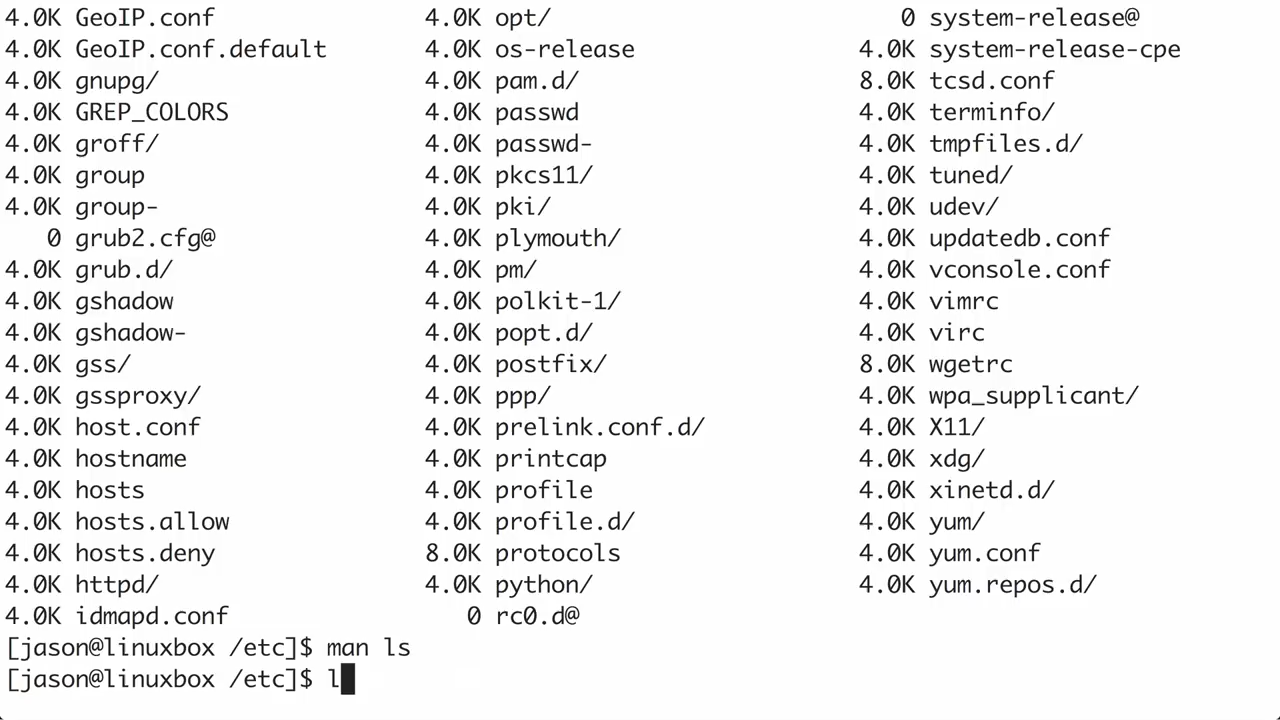 4.0K GeoIP.conf 4.0K opt/ 0 system-release@
4.0K GeoIP.conf.default 4.0K os-release 4.0K system-release-cpe
4.0K gnupg/ 4.0K pam.d/ 8.0K tcsd.conf
4.0K GREP_COLORS 4.0K passwd 4.0K terminfo/
4.0K groff/ 4.0K passwd- 4.0K tmpfiles.d/
4.0K group 4.0K pkcs11/ 4.0K tuned/
4.0K group- 4.0K pki/ 4.0K udev/
0 grub2.cfg@ 4.0K plymouth/ 4.0K updatedb.conf
4.0K grub.d/ 4.0K pm/ 4.0K vconsole.conf
4.0K gshadow 4.0K polkit-1/ 4.0K vimrc
4.0K gshadow- 4.0K popt.d/ 4.0K virc
4.0K gss/ 4.0K postfix/ 8.0K wgetrc
4.0K gssproxy/ 4.0K ppp/ 4.0K wpa_supplicant/
4.0K host.conf 4.0K prelink.conf.d/ 4.0K X11/
4.0K hostname 4.0K printcap 4.0K xdg/
4.0K hosts 4.0K profile 4.0K xinetd.d/
4.0K hosts.allow 4.0K profile.d/ 4.0K yum/
4.0K hosts.deny 8.0K protocols 4.0K yum.conf
4.0K httpd/ 4.0K python/ 4.0K yum.repos.d/
4.0K idmapd.conf 0 rc0.d@
[jason@linuxbox /etc]$ man ls
[jason@linuxbox /etc]$ l